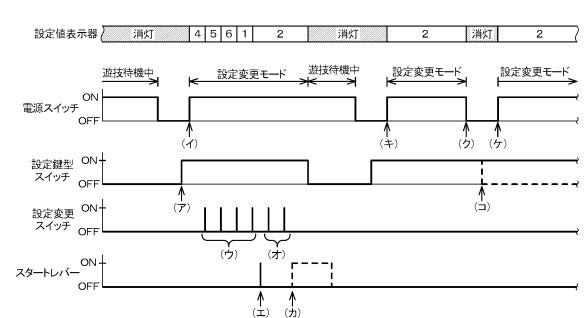 設定値表示器 消灯 4 5 6 1 2 消灯 2 消灯 2
遊技待機中 設定変更モード 遊技待機中 設定変更モード 設定変更モード
電源スイッチ ON
OFF
(イ) (キ) (ク) (ケ)
設定鍵型 ON
スイッチ OFF
(ア) (コ)
設定変更 ON
スイッチ OFF
(ウ) (オ)
スタートレバー ON
OFF
(エ) (カ)